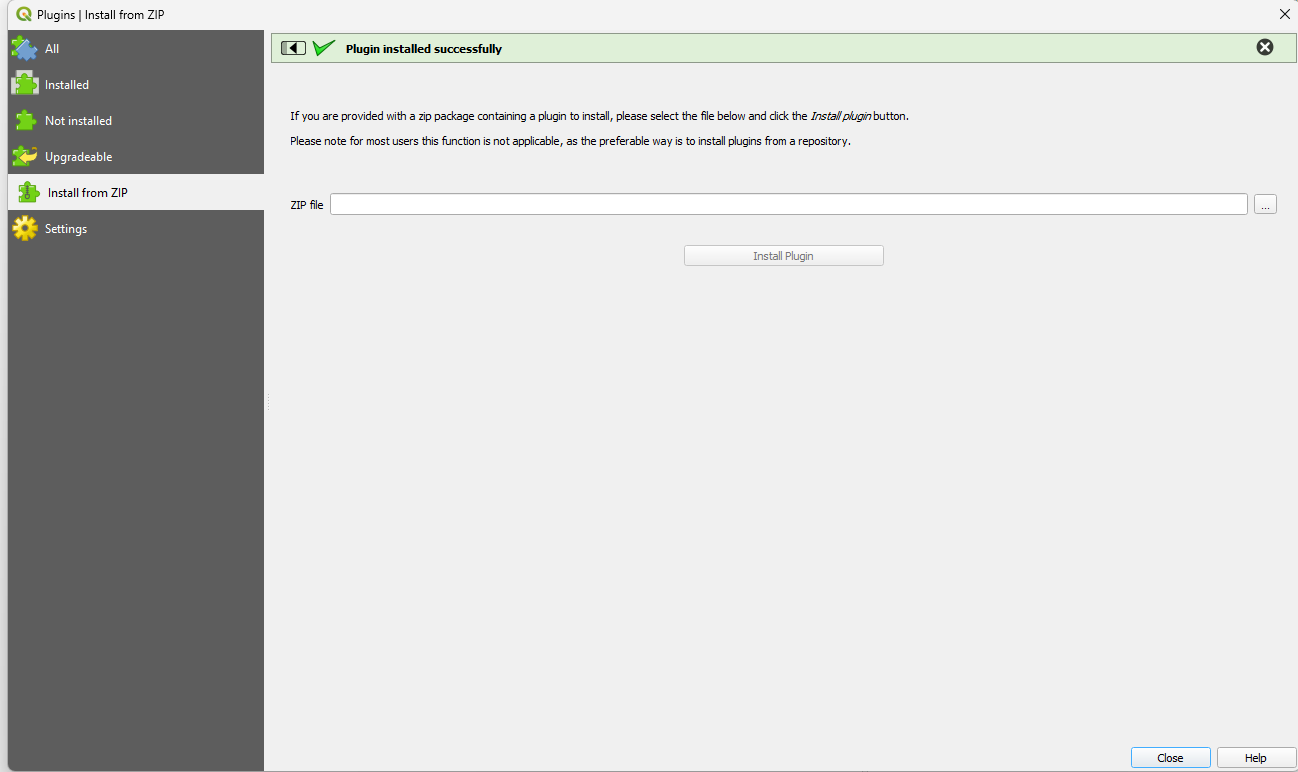 Plugins | Install from ZIP
All
Installed
Not installed
Upgradeable
Install from ZIP
Settings
Plugin installed successfully
If you are provided with a zip package containing a plugin to install, please select the file below and click the Install plugin button.
Please note for most users this function is not applicable, as the preferable way is to install plugins from a repository.
ZIP file
...
Install Plugin
Close
Help